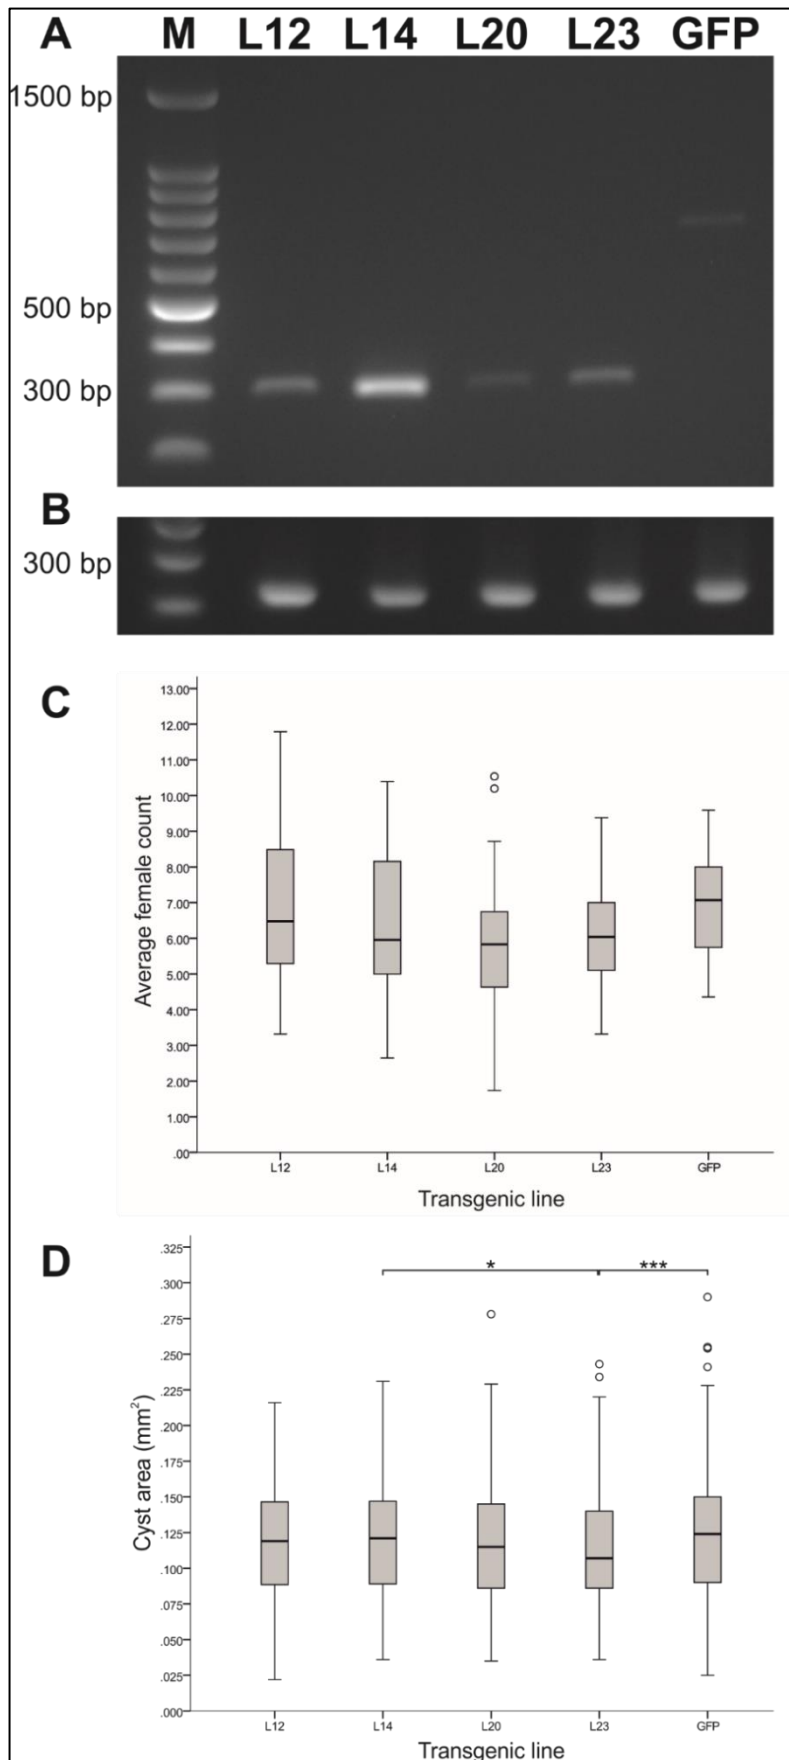 A M L12 L14 L20 L23 GFP
1500 bp
500 bp
300 bp
B
300 bp
C
Average female count
13.00
12.00
11.00
10.00
9.00
8.00
7.00
6.00
5.00
4.00
3.00
2.00
1.00
.00
L12 L14 L20 L23 GFP
Transgenic line
D
Cyst area (mm²)
.325
.300
.275
.250
.225
.200
.175
.150
.125
.100
.075
.050
.025
.000
* ***
L12 L14 L20 L23 GFP
Transgenic line